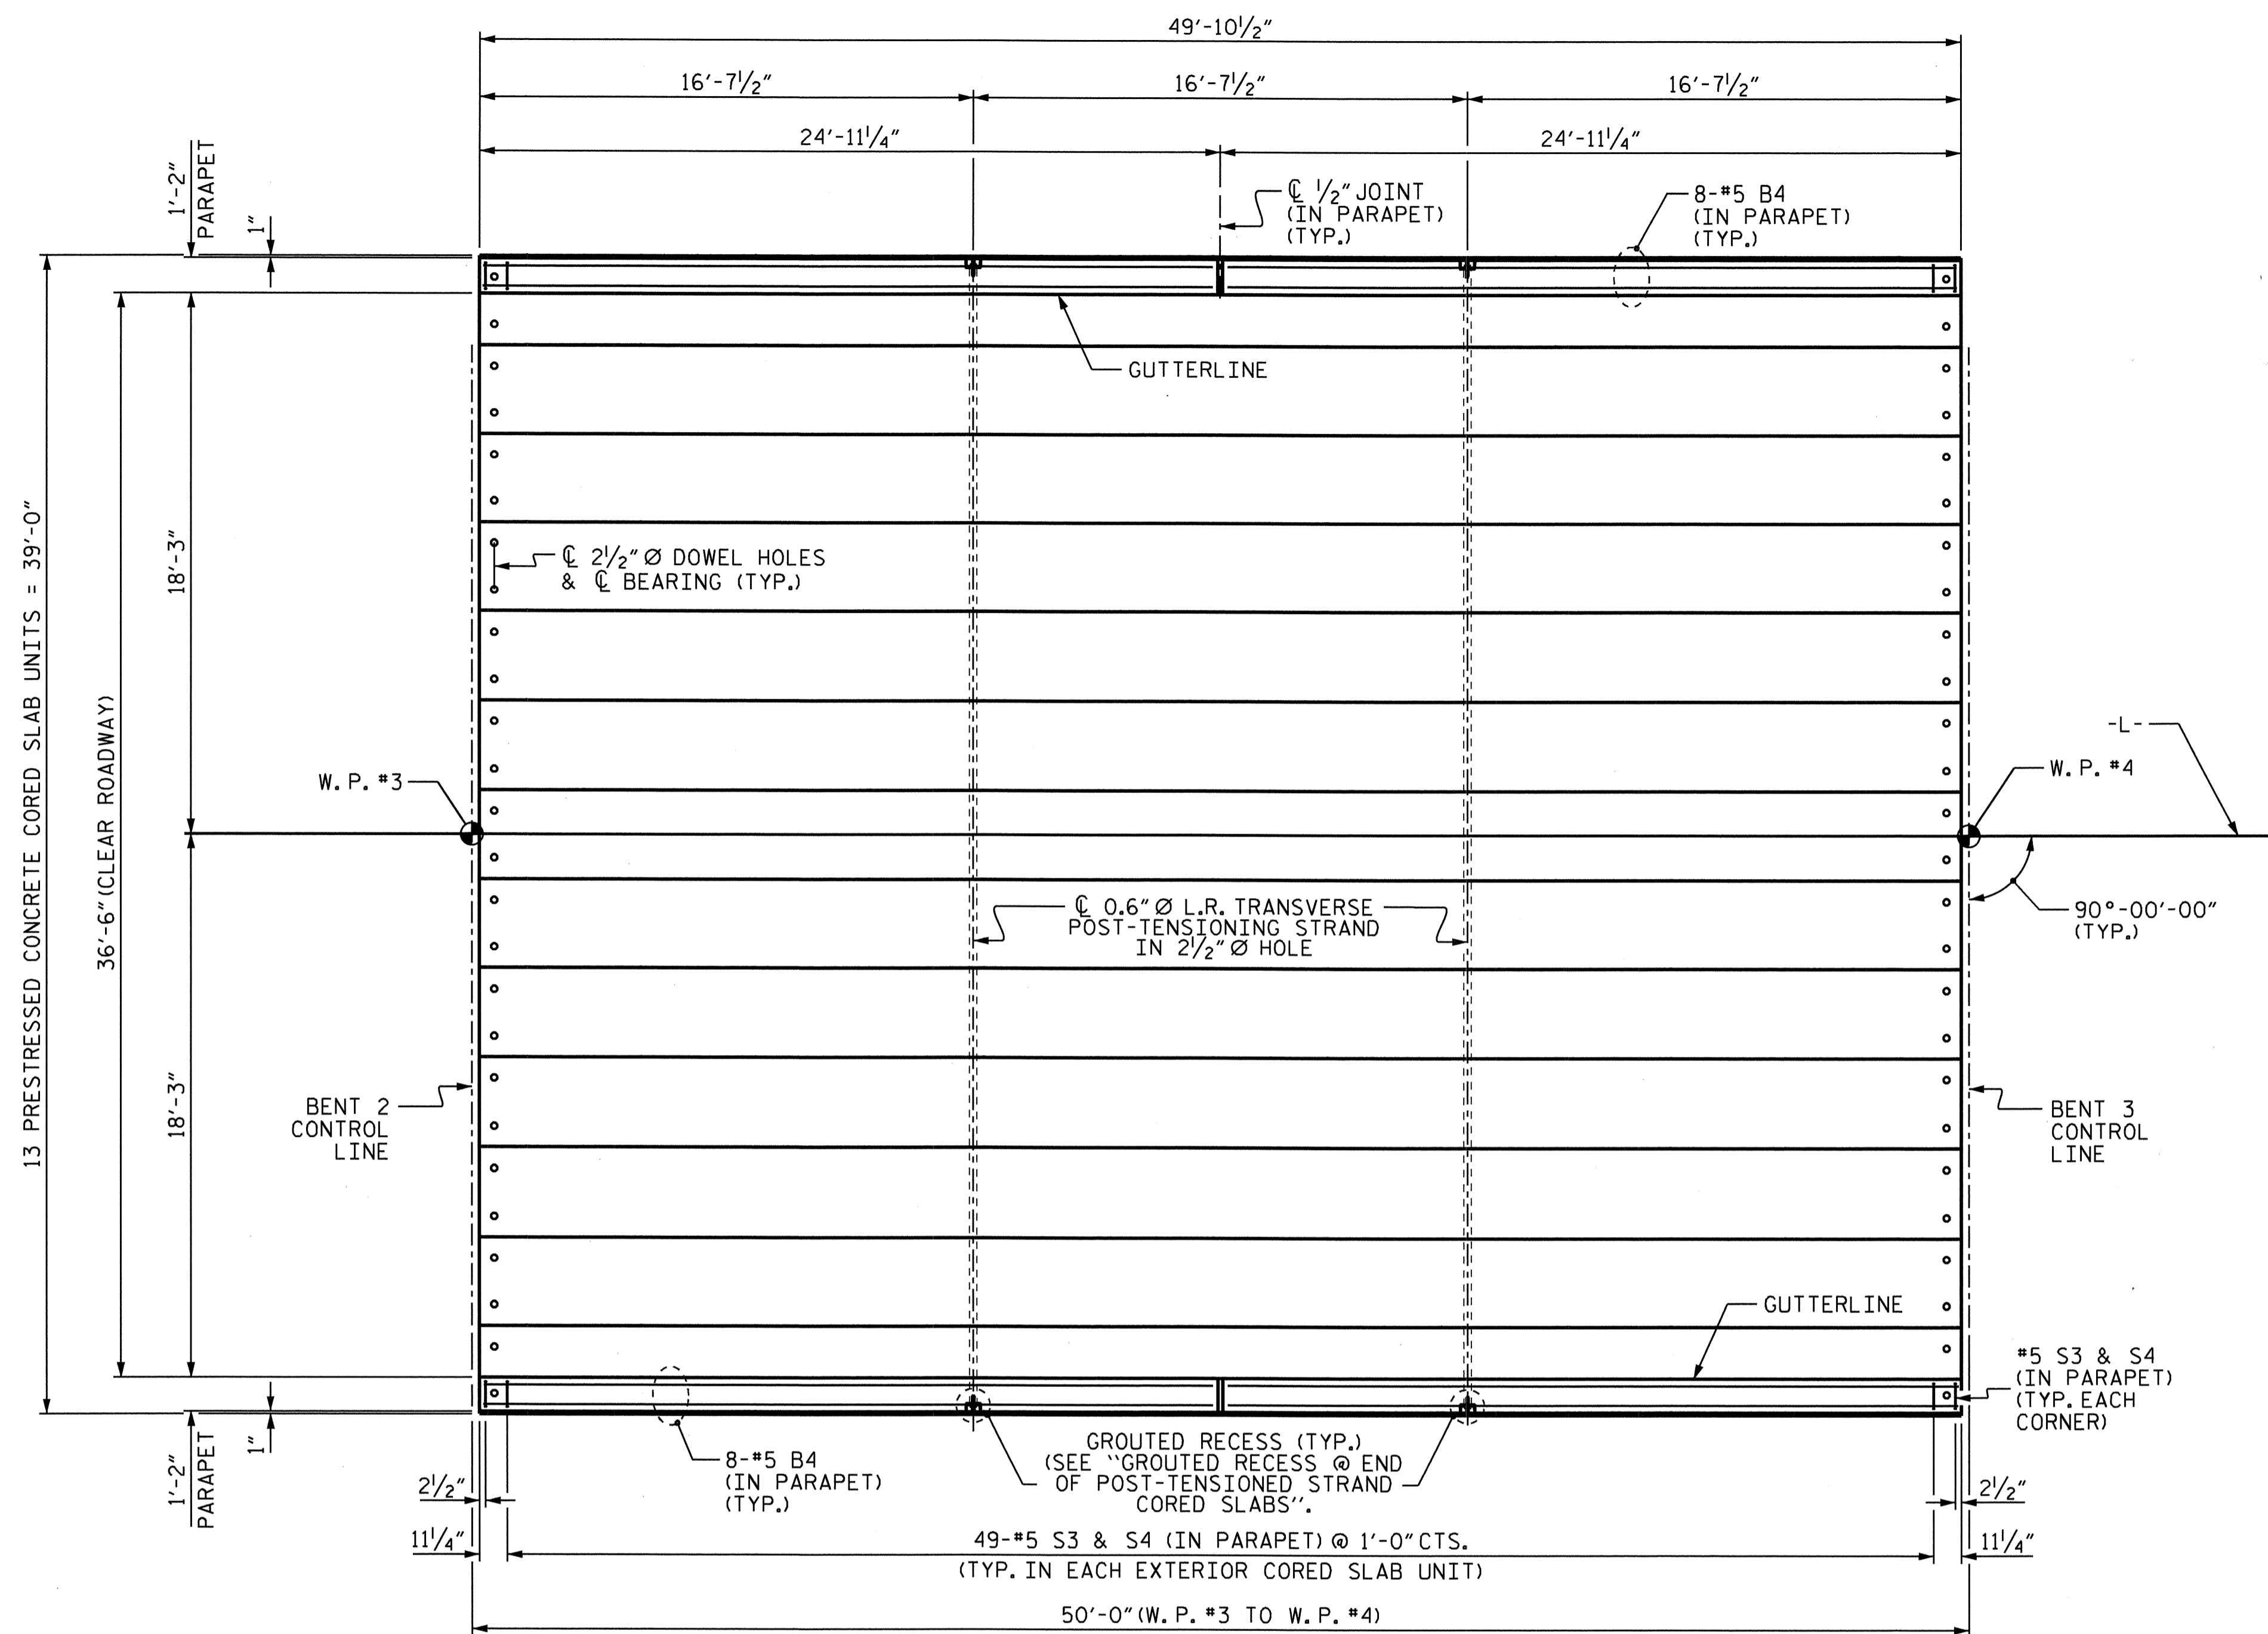 49'-10½"
16'-7½"
16'-7½"
16'-7½"
24'-11¼"
24'-11¼"
1'-2"
PARAPET
1"
℄ ½" JOINT
(IN PARAPET)
(TYP.)
8-#5 B4
(IN PARAPET)
(TYP.)
GUTTERLINE
13 PRESTRESSED CONCRETE CORED SLAB UNITS = 39'-0"
36'-6" (CLEAR ROADWAY)
18'-3"
18'-3"
℄ 2½" Ø DOWEL HOLES
& ℄ BEARING (TYP.)
W.P. #3
-L-
W.P. #4
90°-00'-00"
(TYP.)
℄ 0.6" Ø L.R. TRANSVERSE
POST-TENSIONING STRAND
IN 2½" Ø HOLE
BENT 2
CONTROL
LINE
BENT 3
CONTROL
LINE
GUTTERLINE
#5 S3 & S4
(IN PARAPET)
(TYP. EACH
CORNER)
1'-2"
PARAPET
1"
8-#5 B4
(IN PARAPET)
(TYP.)
GROUTED RECESS (TYP.)
(SEE "GROUTED RECESS @ END
OF POST-TENSIONED STRAND
CORED SLABS".
2½"
2½"
11¼"
49-#5 S3 & S4 (IN PARAPET) @ 1'-0" CTS.
11¼"
(TYP. IN EACH EXTERIOR CORED SLAB UNIT)
50'-0" (W.P. #3 TO W.P. #4)